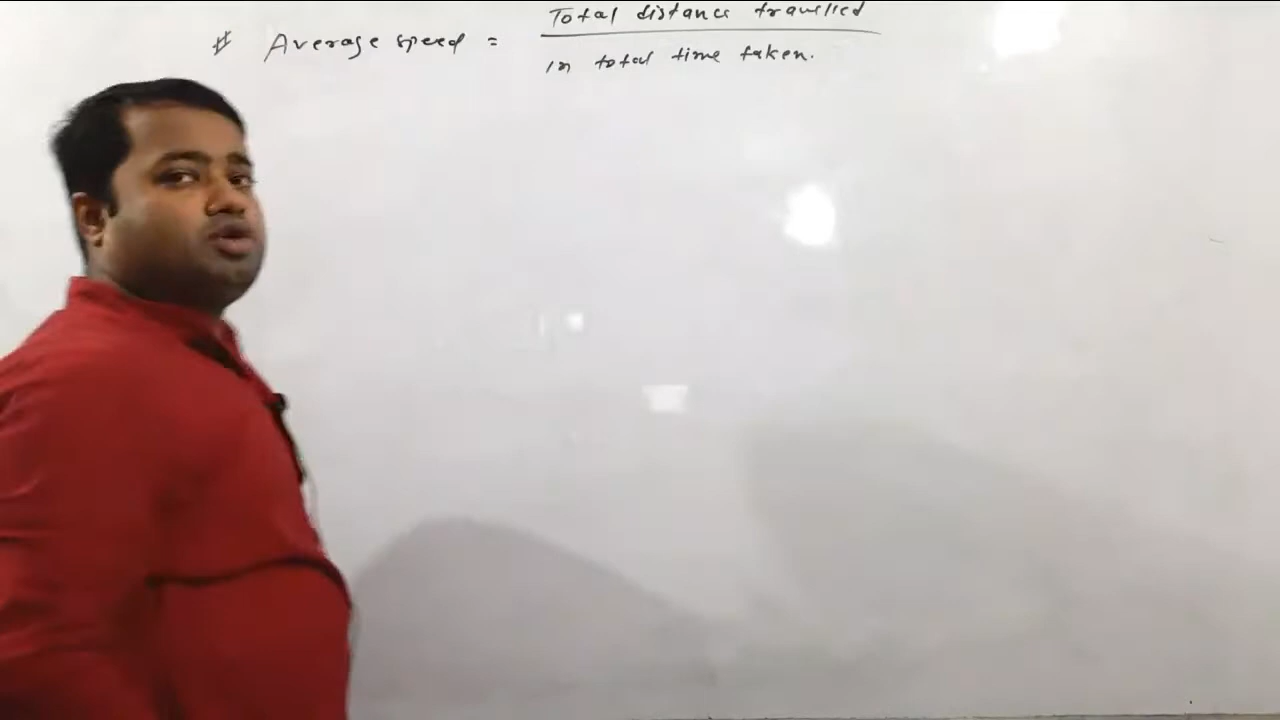 # Average speed = Total distance travelled
in total time taken.